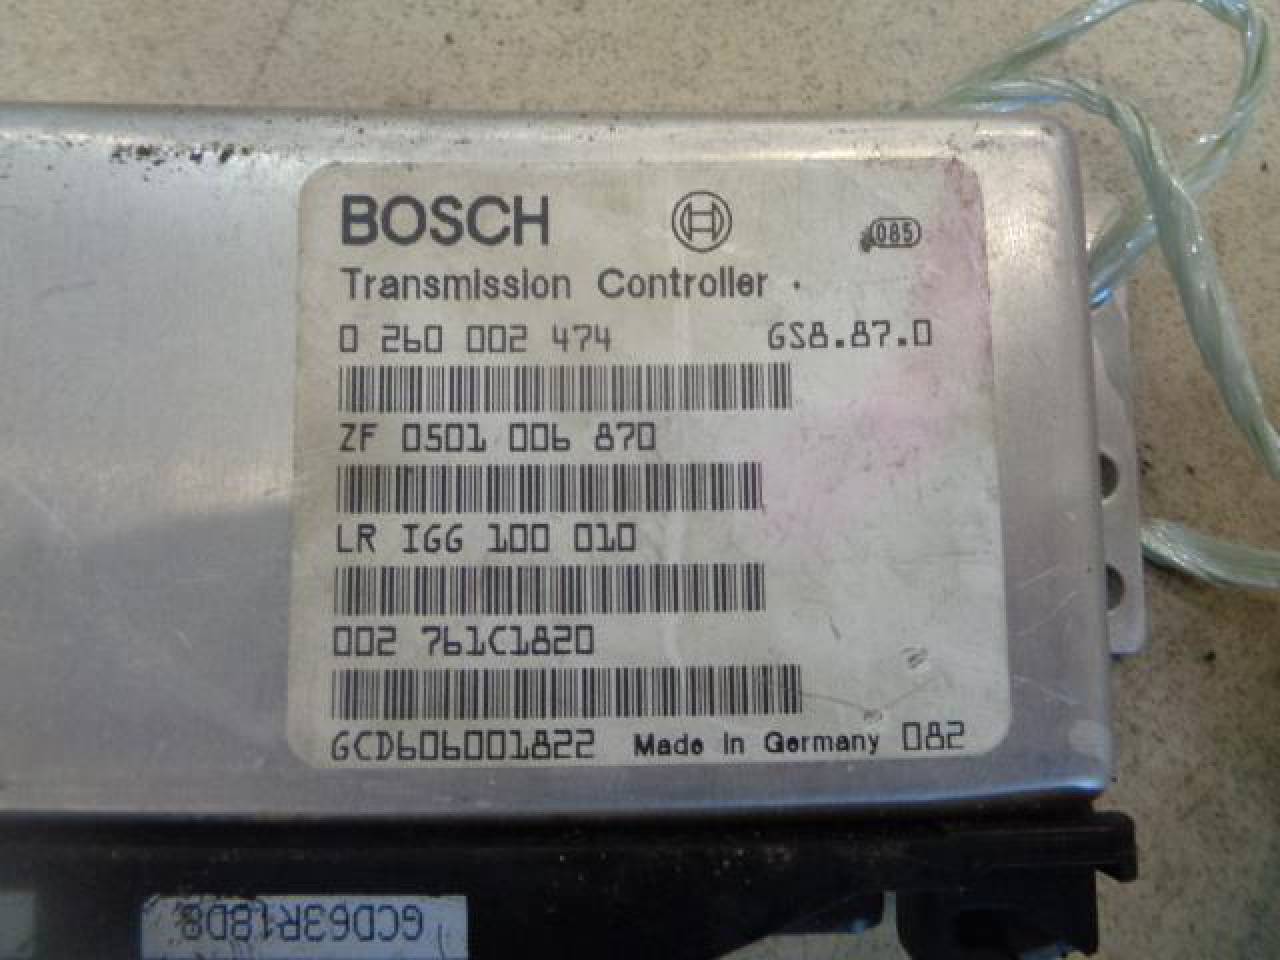 BOSCH
085
Transmission Controller
0 260 002 474 GS8.87.0
ZF 0501 006 870
LR IGG 100 010
002 761C1820
GCD606001822 Made in Germany 082
GCD63R18D8